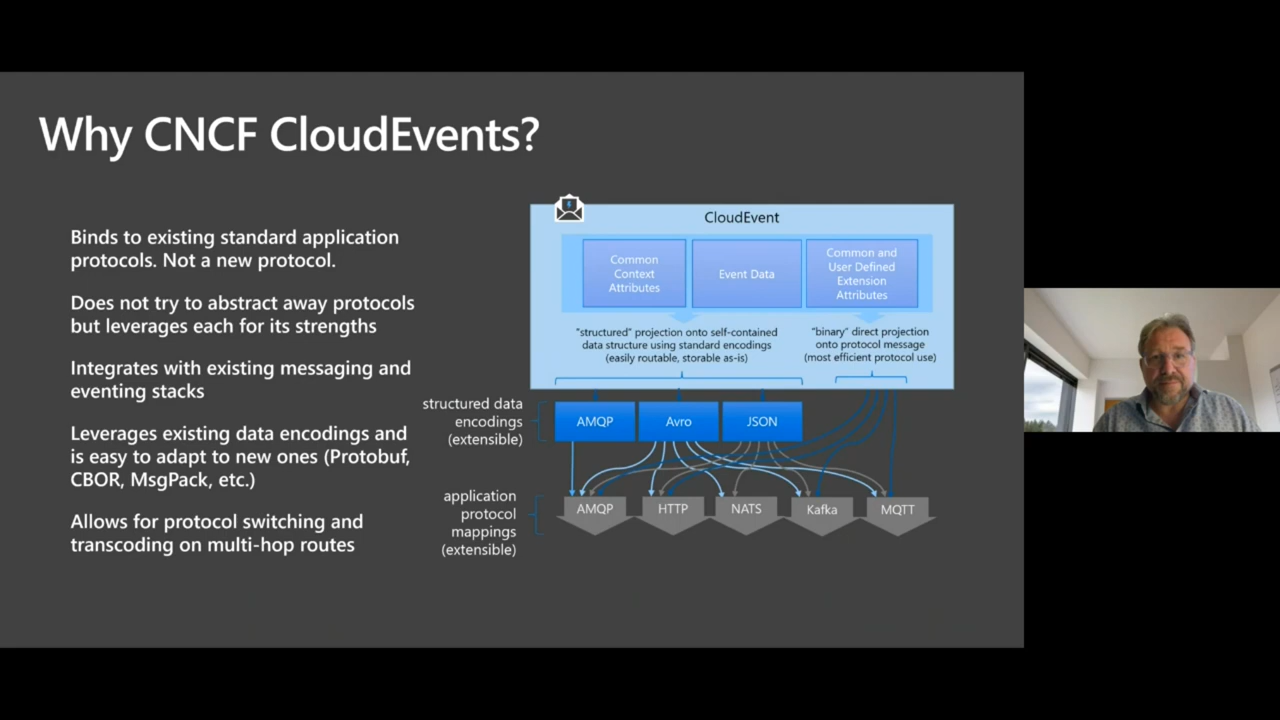 Why CNCF CloudEvents?
Binds to existing standard application
protocols. Not a new protocol.
Does not try to abstract away protocols
but leverages each for its strengths
Integrates with existing messaging and
eventing stacks
Leverages existing data encodings and
is easy to adapt to new ones (Protobuf,
CBOR, MsgPack, etc.)
Allows for protocol switching and
transcoding on multi-hop routes
CloudEvent
Common
Context
Attributes
Event Data
Common and
User Defined
Extension
Attributes
"structured" projection onto self-contained
data structure using standard encodings
(easily routable, storable as-is)
"binary" direct projection
onto protocol message
(most efficient protocol use)
structured data
encodings
(extensible)
AMQP
Avro
JSON
application
protocol
mappings
(extensible)
AMQP
HTTP
NATS
Kafka
MQTT